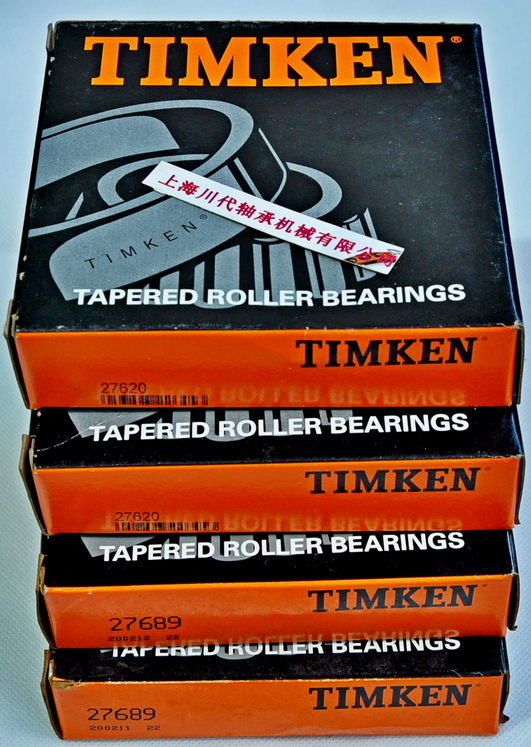 TIMKEN®
上海川代轴承机械有限公
TIMKEN®
TAPERED ROLLER BEARINGS
TIMKEN
27620
TAPERED ROLLER BEARINGS
TIMKEN
27620
TAPERED ROLLER BEARINGS
TIMKEN
27689
200212 22
TAPERED ROLLER BEARINGS
TIMKEN
27689
200211 22